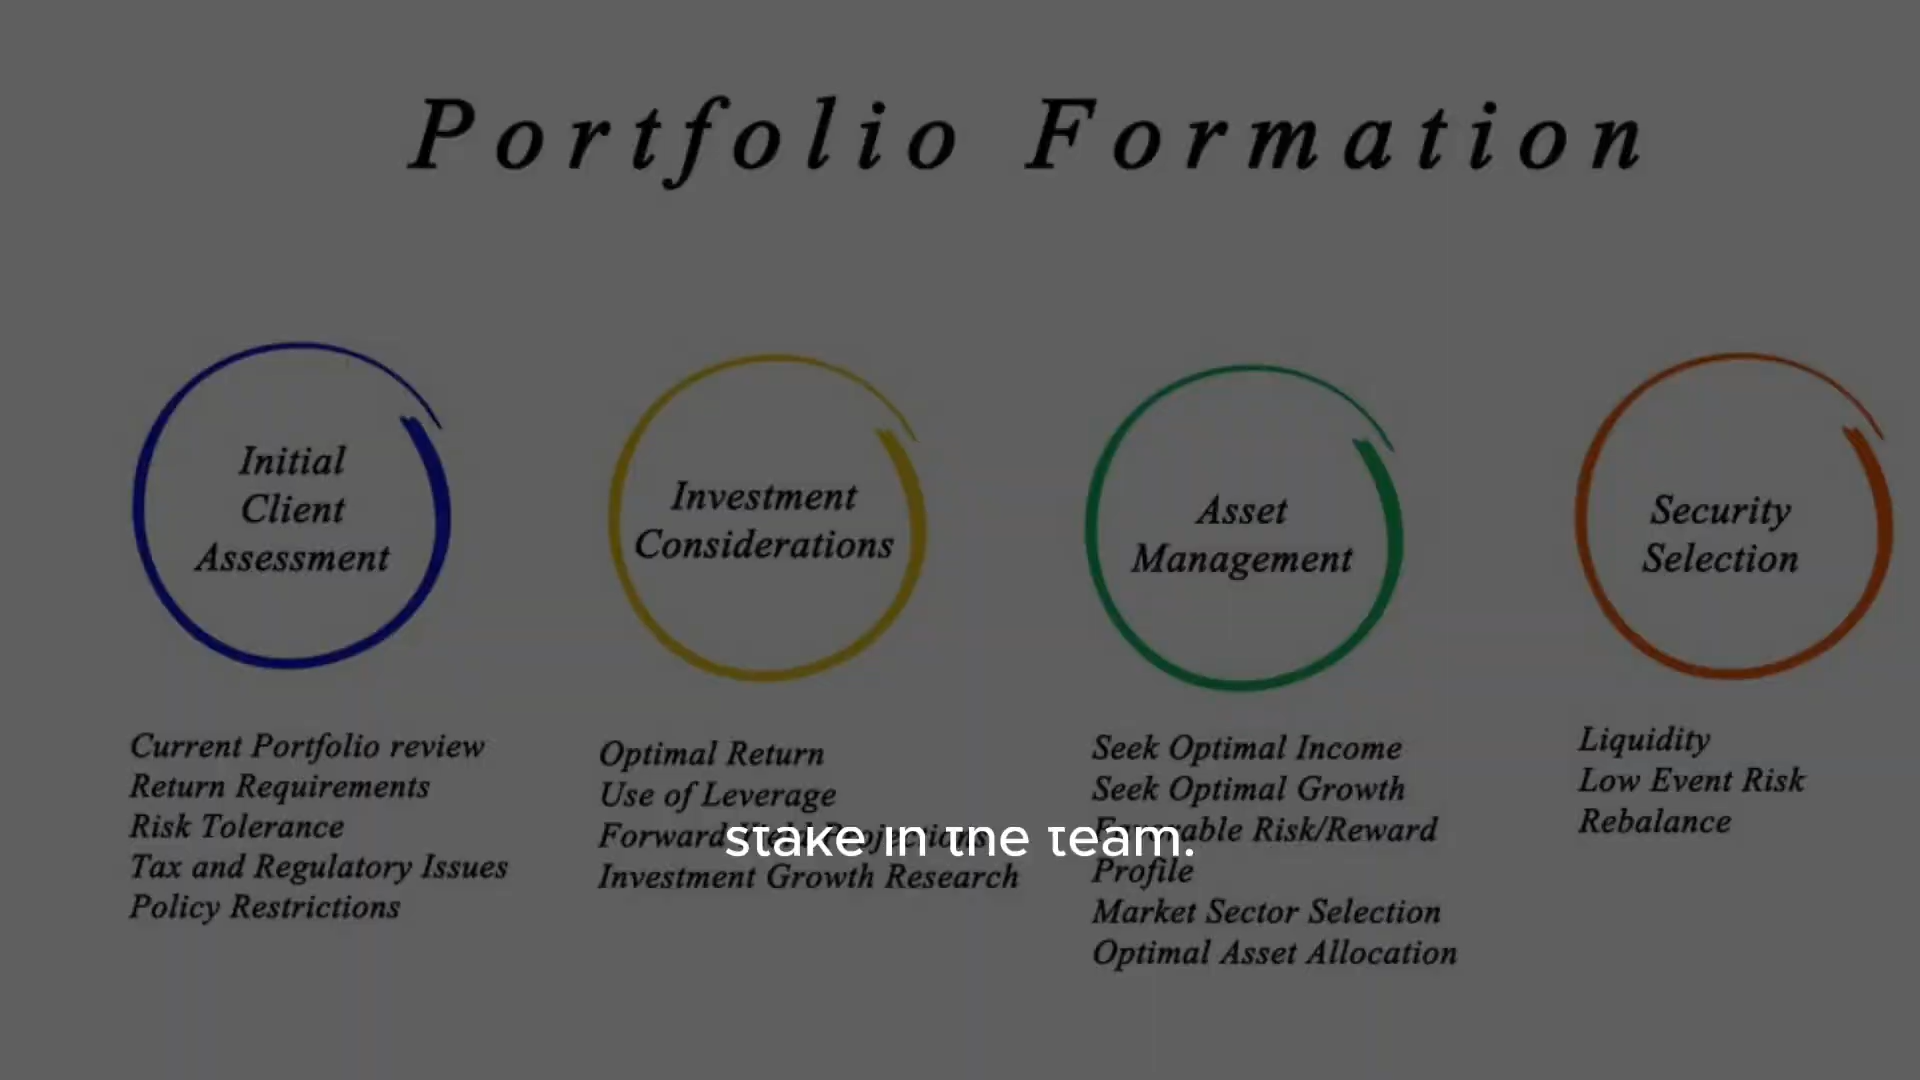 Portfolio Formation
Initial
Client
Assessment
Investment
Considerations
Asset
Management
Security
Selection
Current Portfolio review
Return Requirements
Risk Tolerance
Tax and Regulatory Issues
Policy Restrictions
Optimal Return
Use of Leverage
Forward Yield Projections
Investment Growth Research
Seek Optimal Income
Seek Optimal Growth
Favorable Risk/Reward
Profile
Market Sector Selection
Optimal Asset Allocation
Liquidity
Low Event Risk
Rebalance
stake in the team.